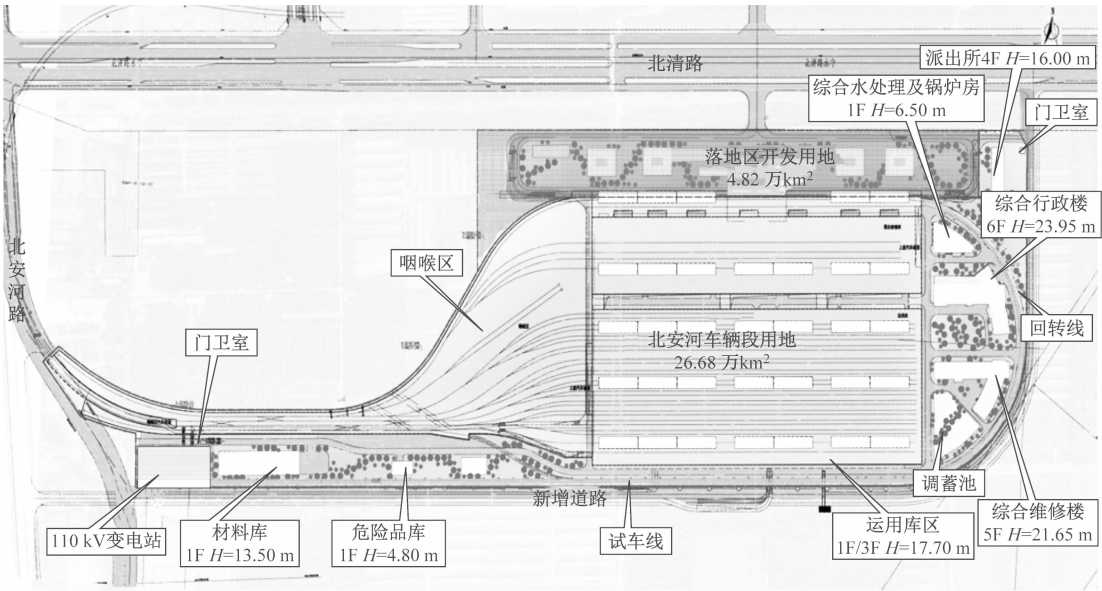 北清路
派出所4F H=16.00 m
综合水处理及锅炉房
1F H=6.50 m
门卫室
落地区开发用地
4.82 万km²
综合行政楼
6F H=23.95 m
北安河路
咽喉区
回转线
北安河车辆段用地
26.68 万km²
门卫室
调蓄池
新增道路
110 kV变电站
材料库
1F H=13.50 m
危险品库
1F H=4.80 m
试车线
运用库区
1F/3F H=17.70 m
综合维修楼
5F H=21.65 m